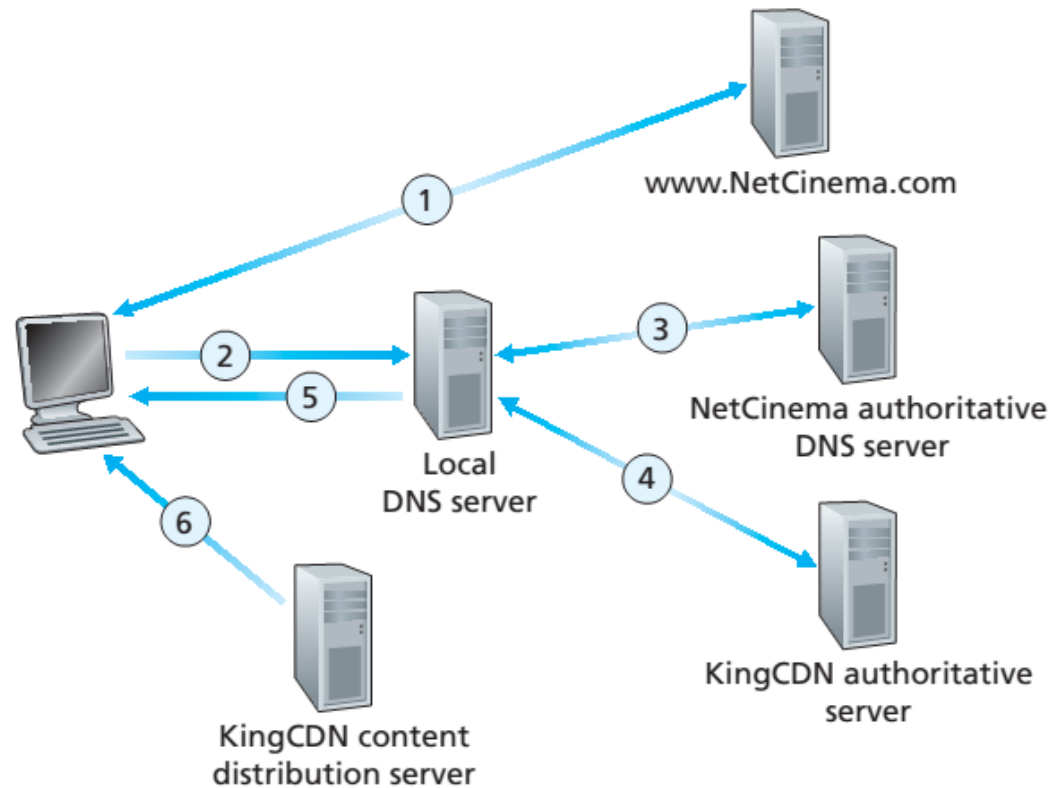 www.NetCinema.com
1
3
2
5
NetCinema authoritative
DNS server
Local
DNS server
4
6
KingCDN authoritative
server
KingCDN content
distribution server